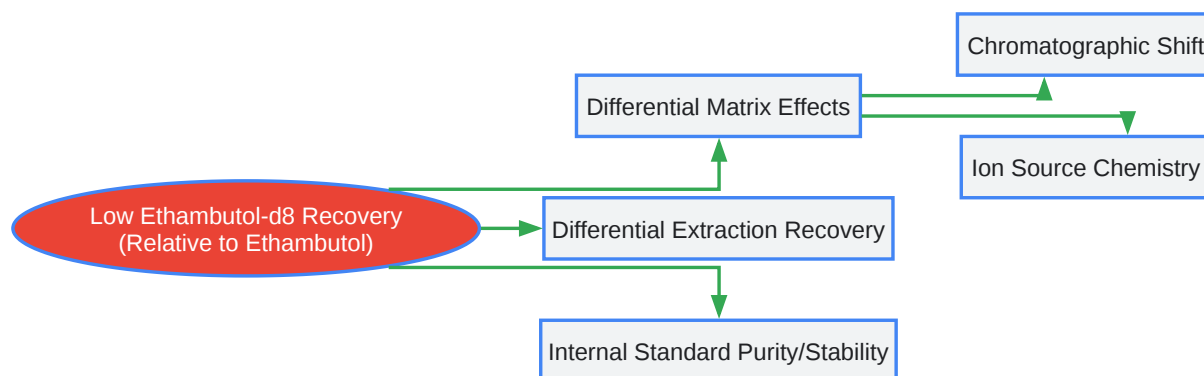 Chromatographic Shift
Differential Matrix Effects
Ion Source Chemistry
Low Ethambutol-d8 Recovery
(Relative to Ethambutol)
Differential Extraction Recovery
Internal Standard Purity/Stability